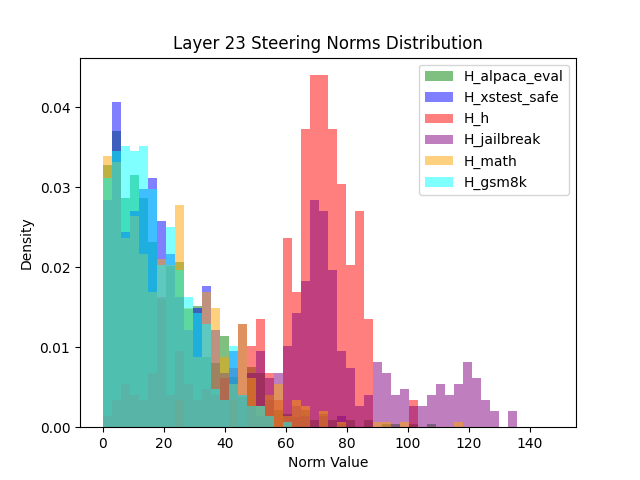 Layer 23 Steering Norms Distribution
H_alpaca_eval
H_xstest_safe
H_h
H_jailbreak
H_math
H_gsm8k
Density
0.04
0.03
0.02
0.01
0.00
0 20 40 60 80 100 120 140
Norm Value